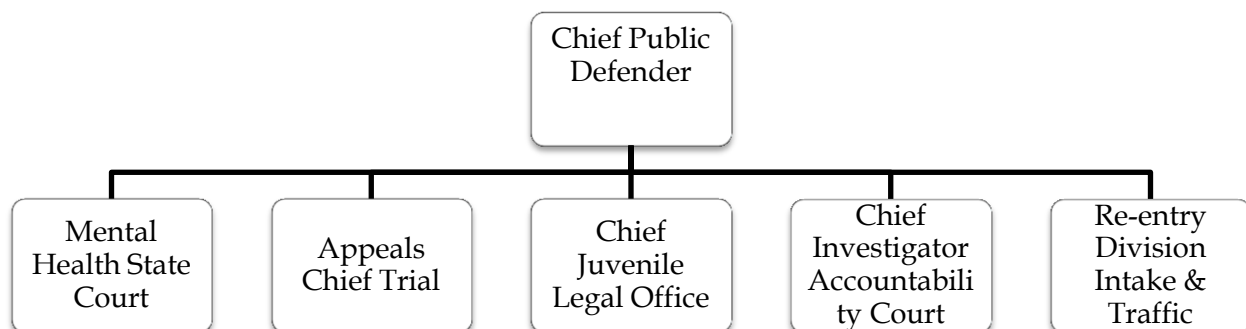 Chief Public
Defender
Mental
Health State
Court
Appeals
Chief Trial
Chief
Juvenile
Legal Office
Chief
Investigator
Accountabili
ty Court
Re-entry
Division
Intake &
Traffic